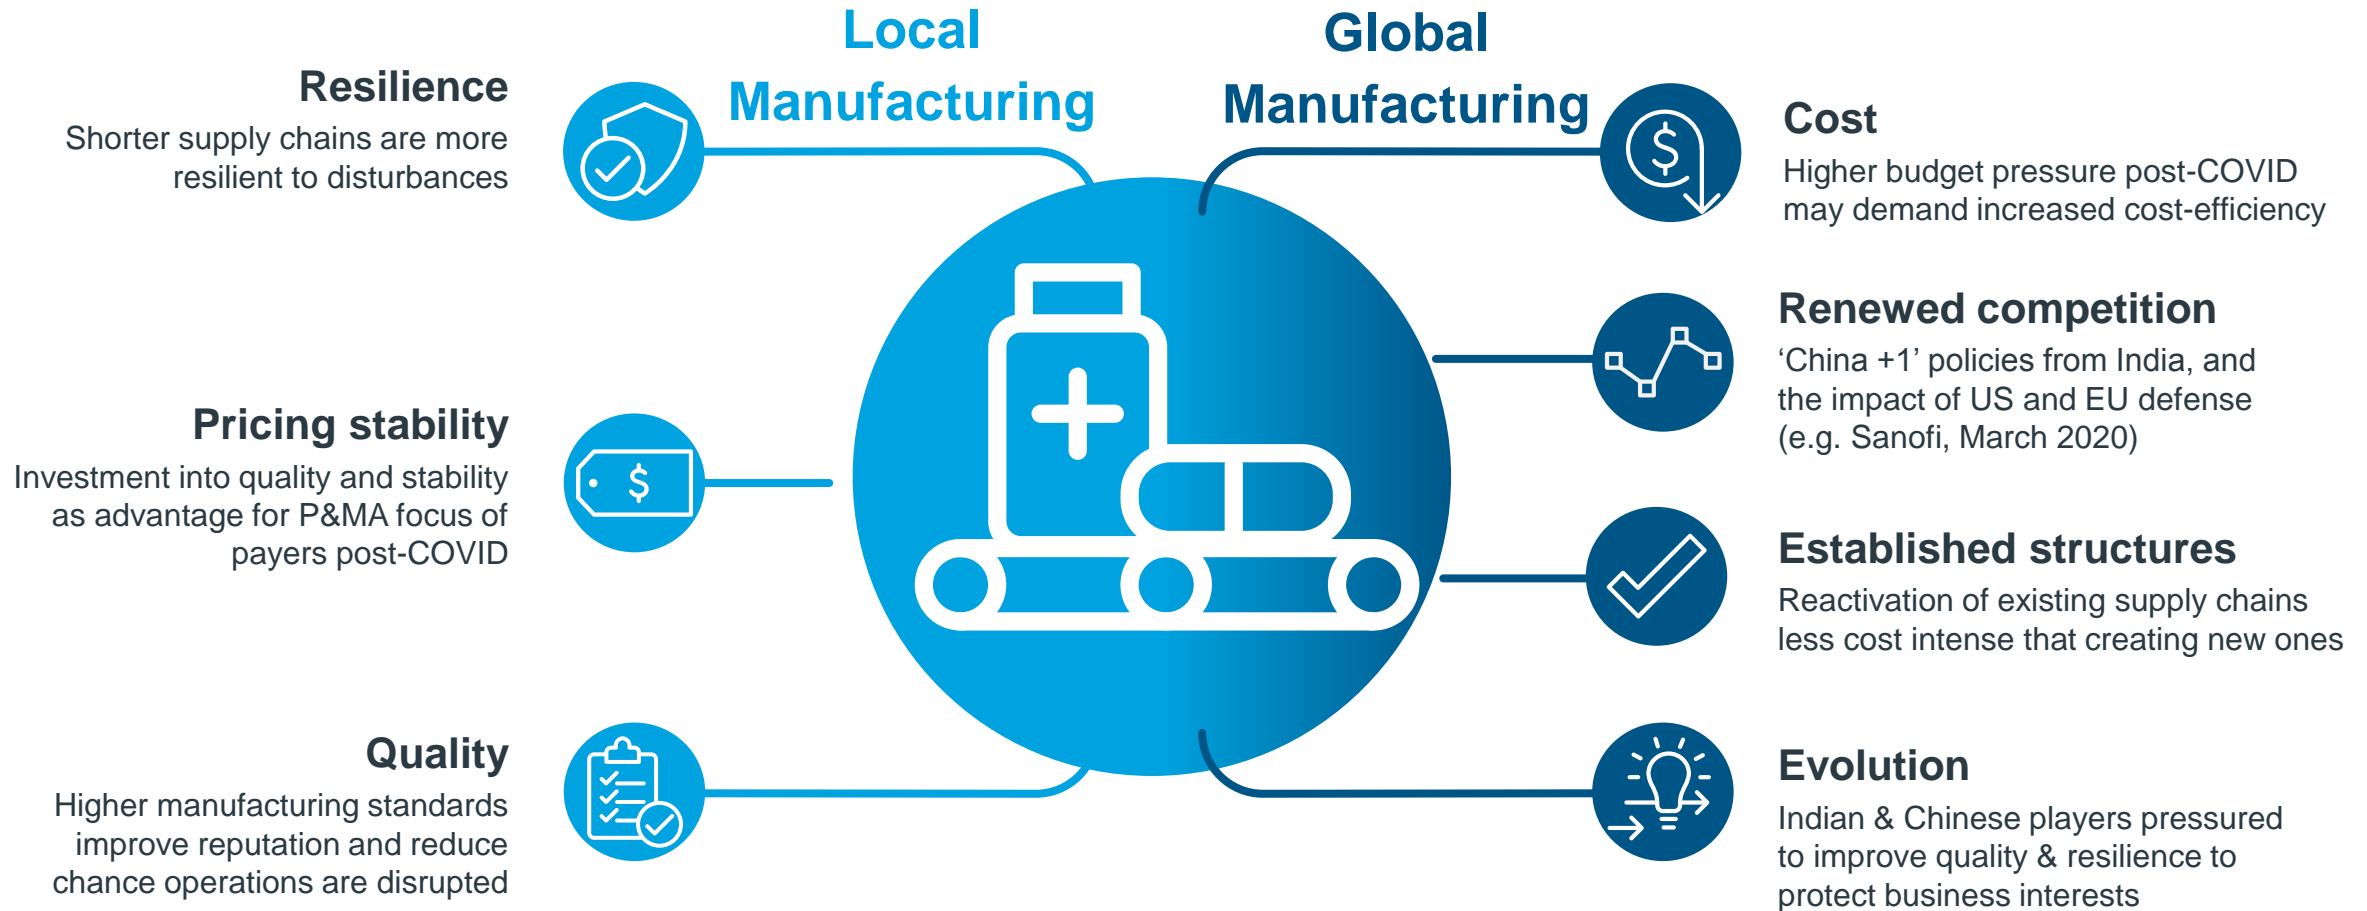 Local
Manufacturing
Global
Manufacturing
Resilience
Shorter supply chains are more
resilient to disturbances
$
Pricing stability
Investment into quality and stability
as advantage for P&MA focus of
payers post-COVID
$
Quality
Higher manufacturing standards
improve reputation and reduce
chance operations are disrupted
Cost
Higher budget pressure post-COVID
may demand increased cost-efficiency
Renewed competition
‘China +1’ policies from India, and
the impact of US and EU defense
(e.g. Sanofi, March 2020)
Established structures
Reactivation of existing supply chains
less cost intense that creating new ones
Evolution
Indian & Chinese players pressured
to improve quality & resilience to
protect business interests